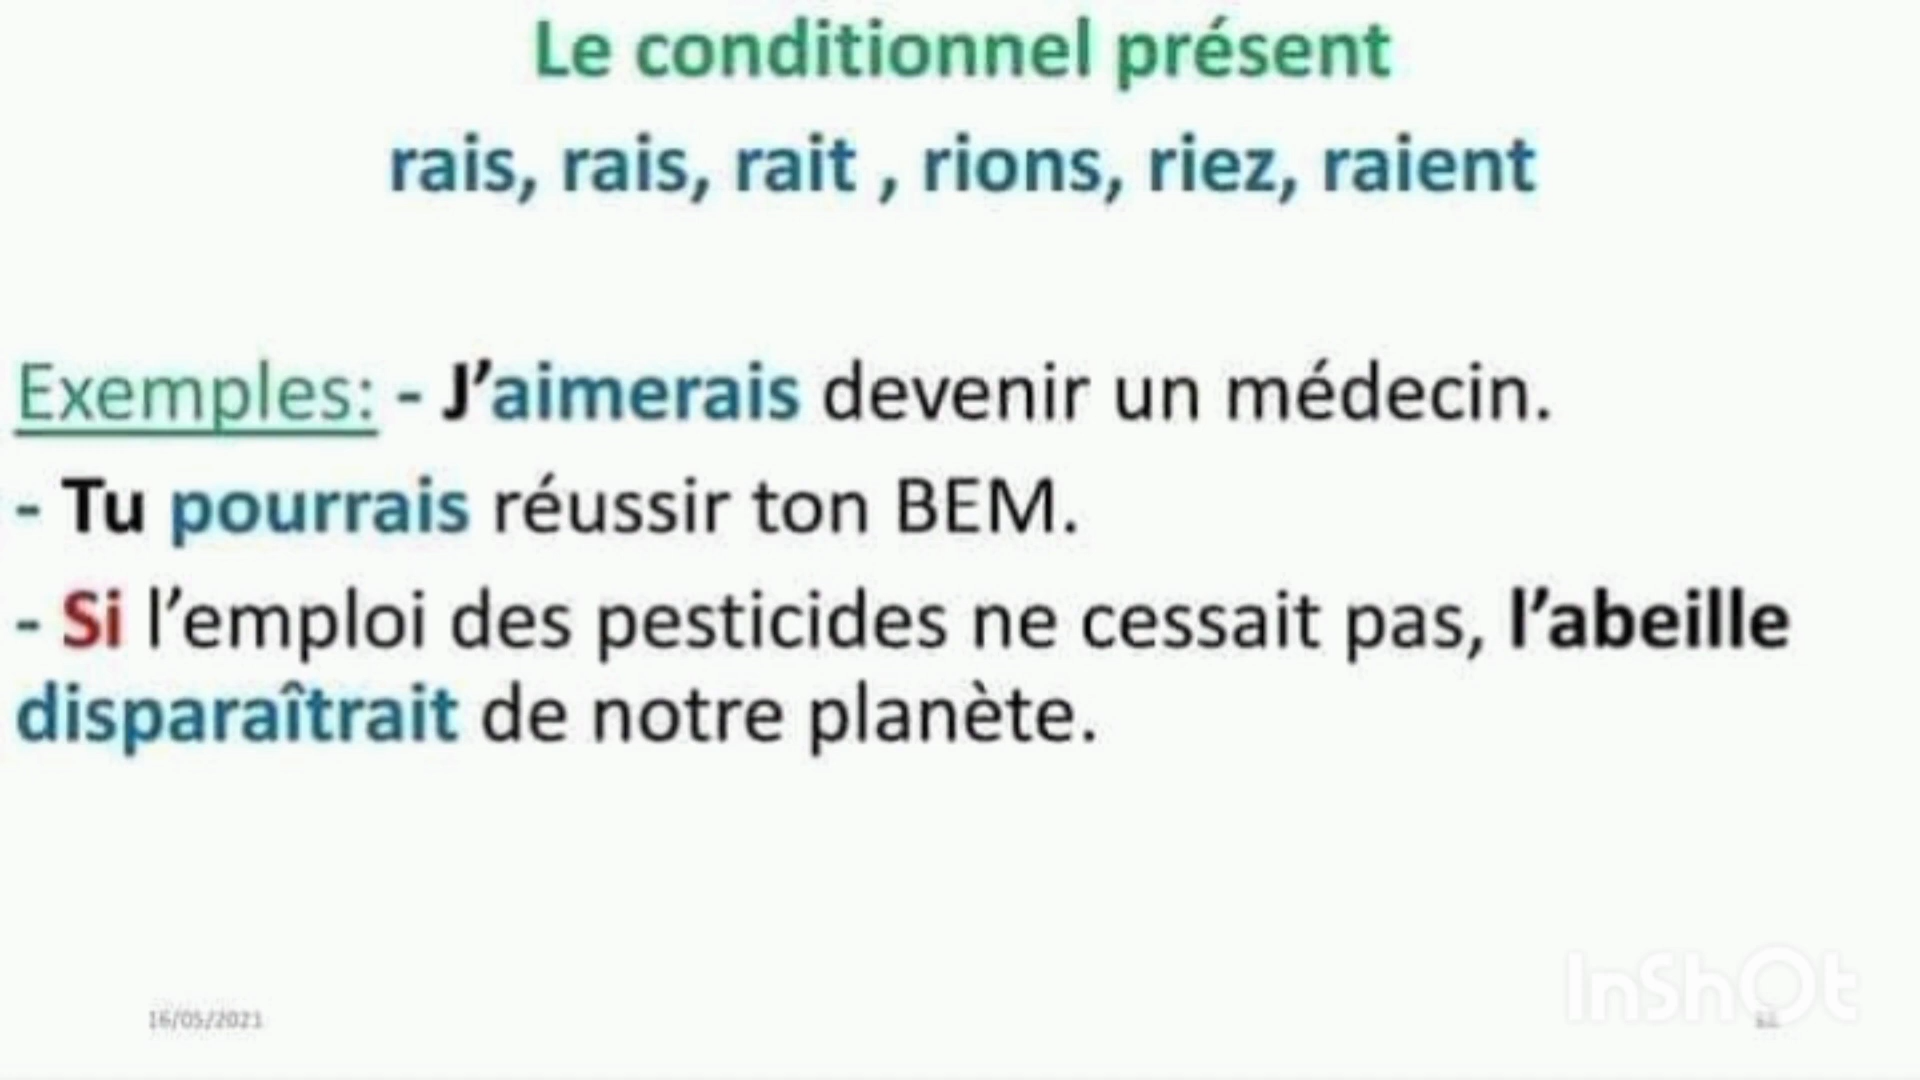 Le conditionnel présent
rais, rais, rait , rions, riez, raient
Exemples: - J’aimerais devenir un médecin.
- Tu pourrais réussir ton BEM.
- Si l’emploi des pesticides ne cessait pas, l’abeille
disparaîtrait de notre planète.
16/05/2021
InShOt